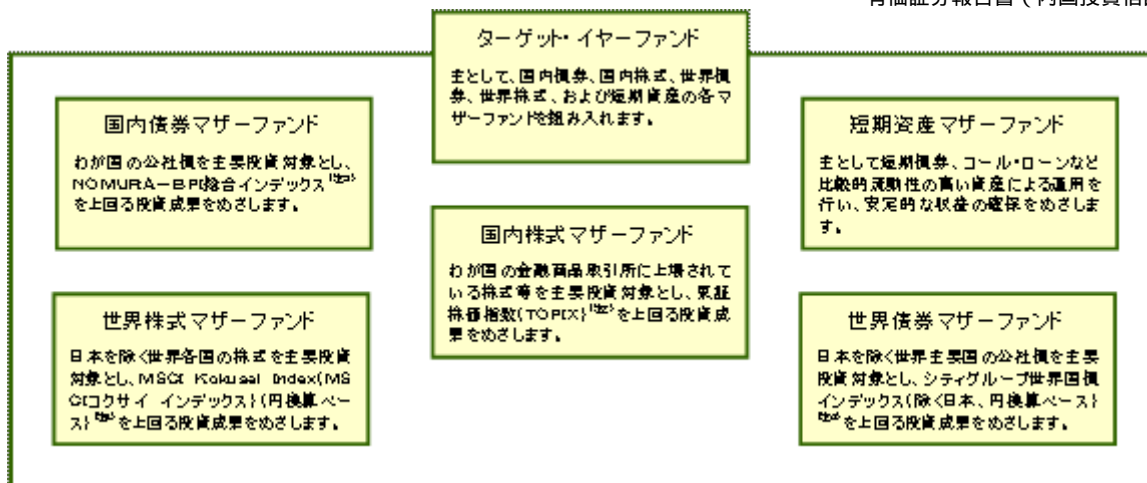 有価証券報告書(内国投資信
ターゲット・イヤーファンド
主として、国内債券、国内株式、世界債
券、世界株式、および短期資産の各マ
ザーファンドを組み入れます。
国内債券マザーファンド
わが国の公社債を主要投資対象とし、
NOMURA-BPI総合インデックス(注1)
を上回る投資成果をめざします。
短期資産マザーファンド
主として短期債券、コール・ローンなど
比較的流動性の高い資産による運用を
行い、安定的な収益の確保をめざしま
す。
国内株式マザーファンド
わが国の金融商品取引所に上場されて
いる株式等を主要投資対象とし、東証
株価指数(TOPIX)(注2)を上回る投資成
果をめざします。
世界株式マザーファンド
日本を除く世界各国の株式を主要投資
対象とし、MSCI Kokusai Index(MS
CIコクサイ インデックス)(円換算ベー
ス)(注3)を上回る投資成果をめざします。
世界債券マザーファンド
日本を除く世界主要国の公社債を主要
投資対象とし、シティグループ世界国債
インデックス(除く日本、円換算ベース)
(注4)を上回る投資成果をめざします。